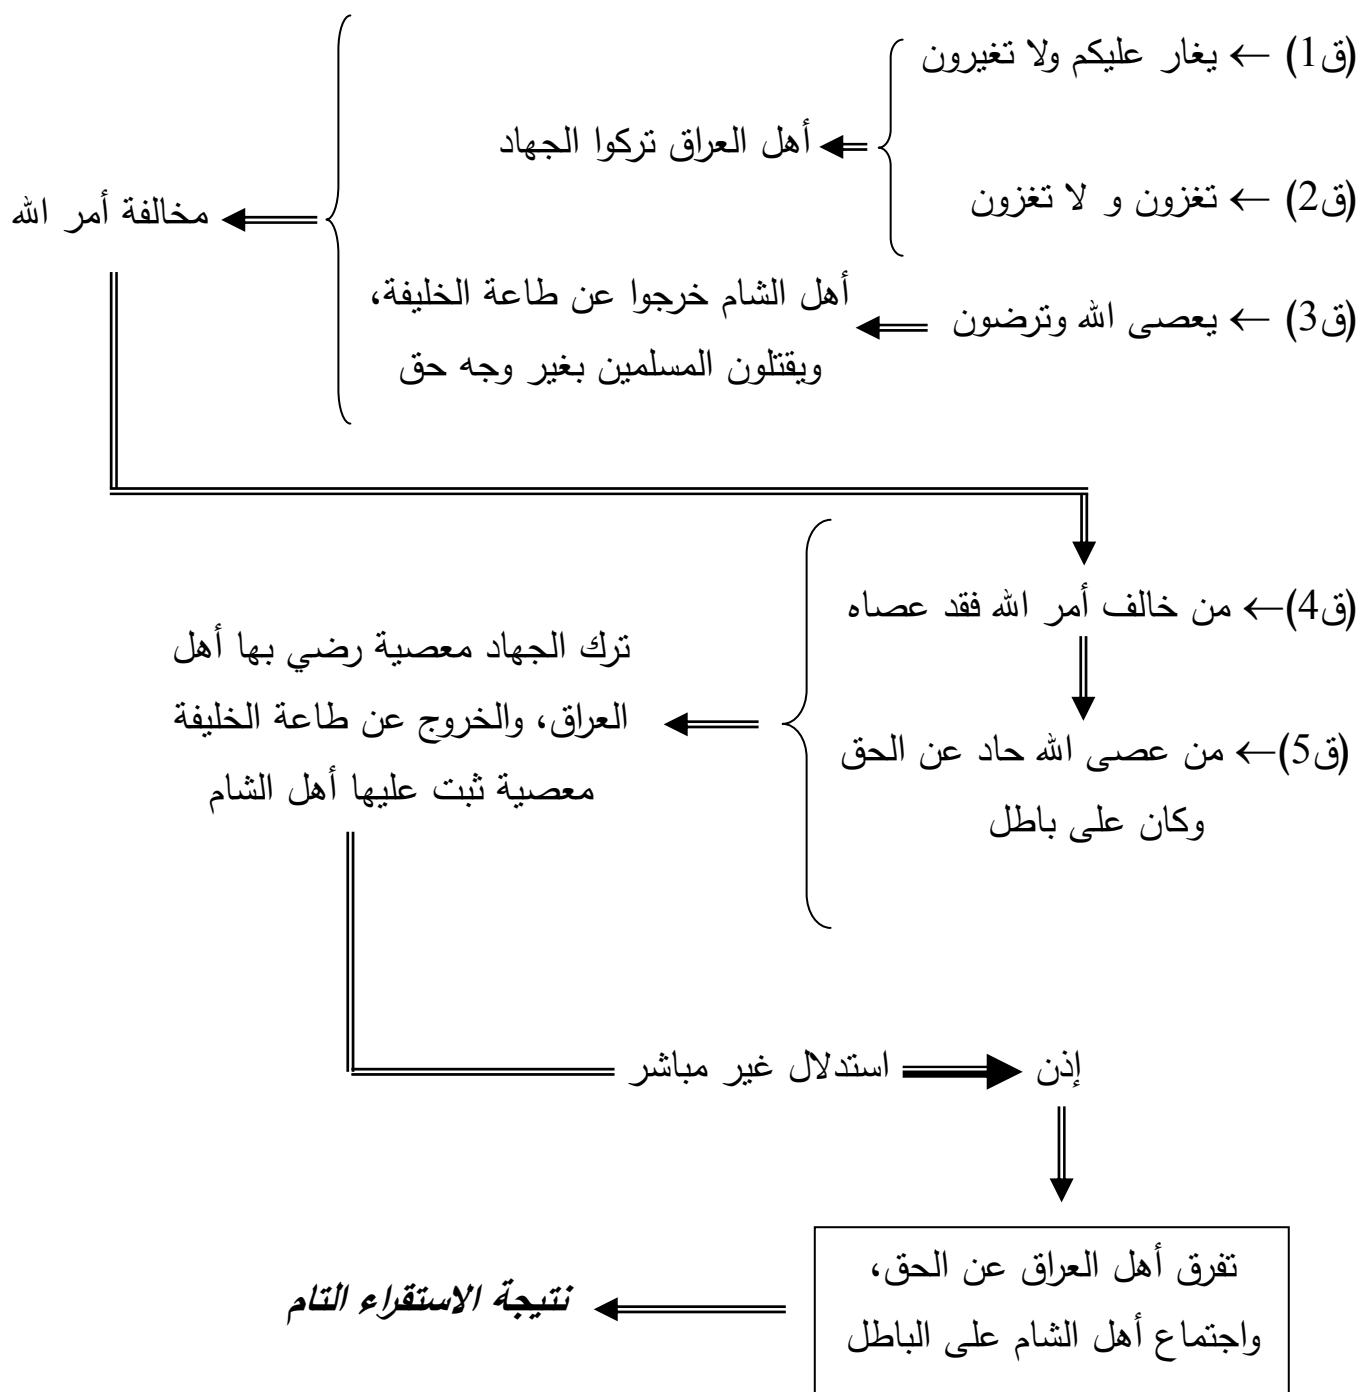 (ق1) ← يغار عليكم ولا تغيرون
أهل العراق تركوا الجهاد
(ق2) ← تغزون و لا تغزون
مخالفة أمر الله
(ق3) ← يعصى الله وترضون
أهل الشام خرجوا عن طاعة الخليفة،
ويقتلون المسلمين بغير وجه حق
(ق4)← من خالف أمر الله فقد عصاه
(ق5)← من عصى الله حاد عن الحق
وكان على باطل
ترك الجهاد معصية رضي بها أهل
العراق، والخروج عن طاعة الخليفة
معصية ثبت عليها أهل الشام
استدلال غير مباشر
إذن
تفرق أهل العراق عن الحق،
واجتماع أهل الشام على الباطل
نتيجة الاستقراء التام